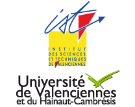 ist
INSTITUT
DES SCIENCES
ET TECHNIQUES
DE VALENCIENNES
Université
de Valenciennes
et du Hainaut-Cambrésis